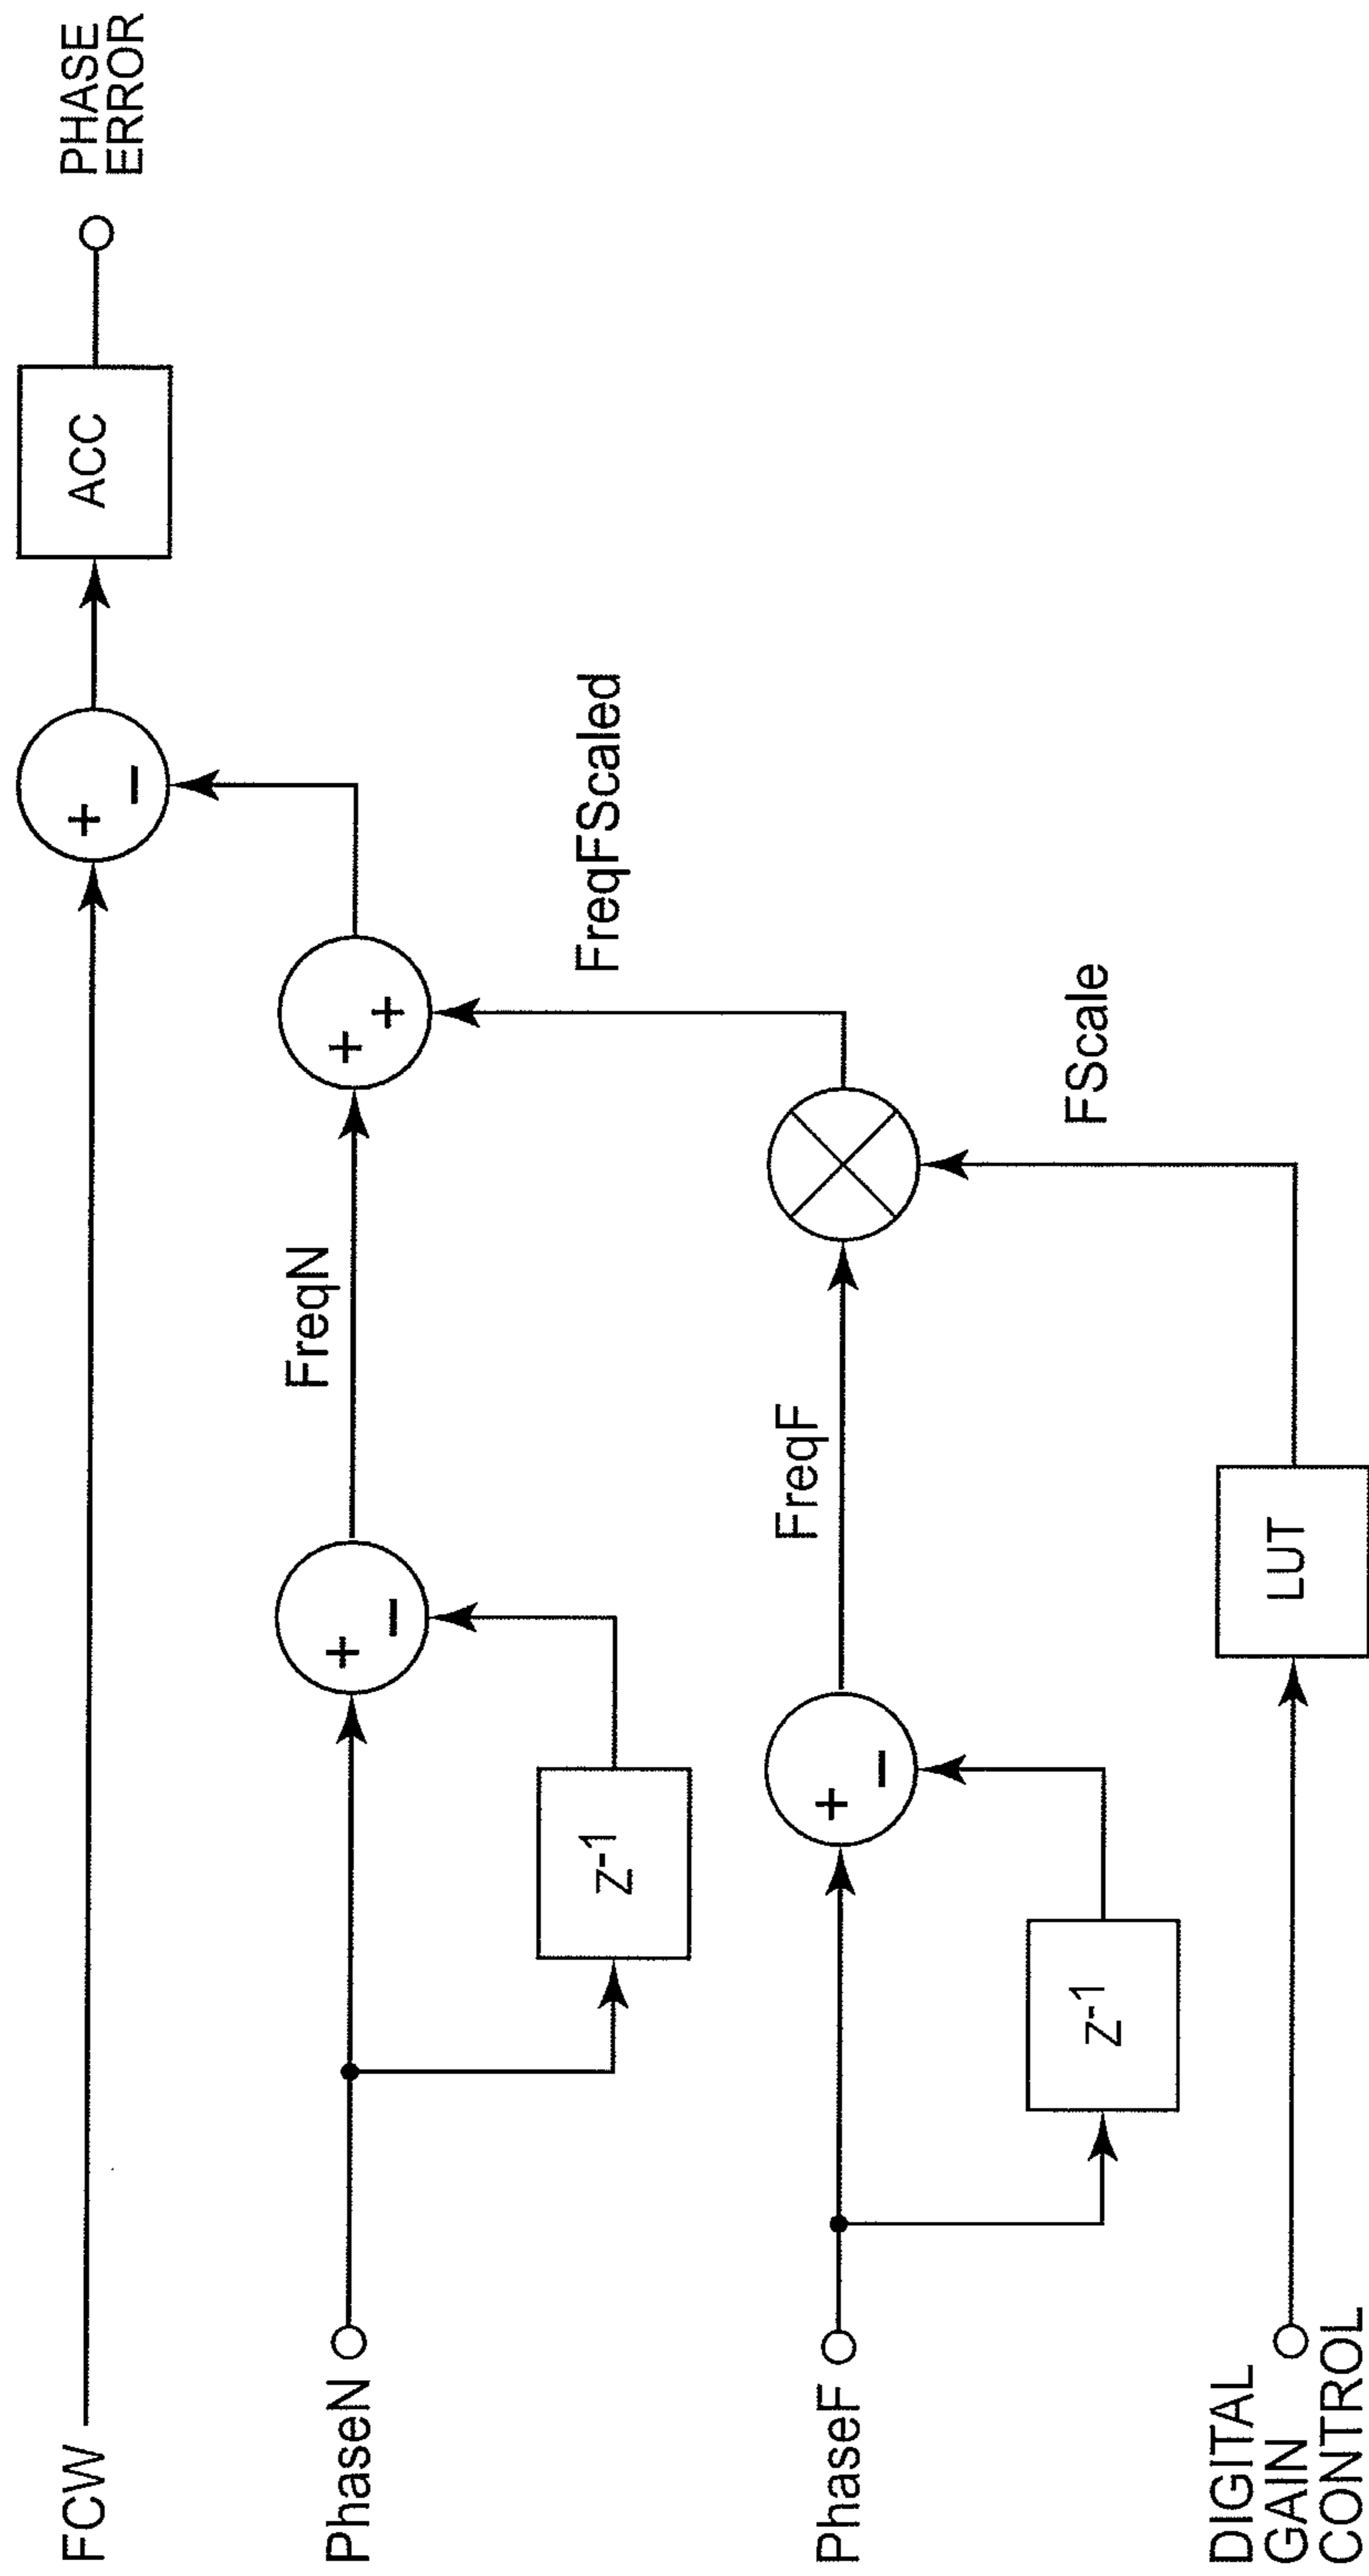 FCW
PHASE
ERROR
ACC
+
−
PhaseN
FreqN
+
−
+
+
Z-1
FreqFScaled
PhaseF
FreqF
+
−
Z-1
FScale
DIGITAL
GAIN
CONTROL
LUT